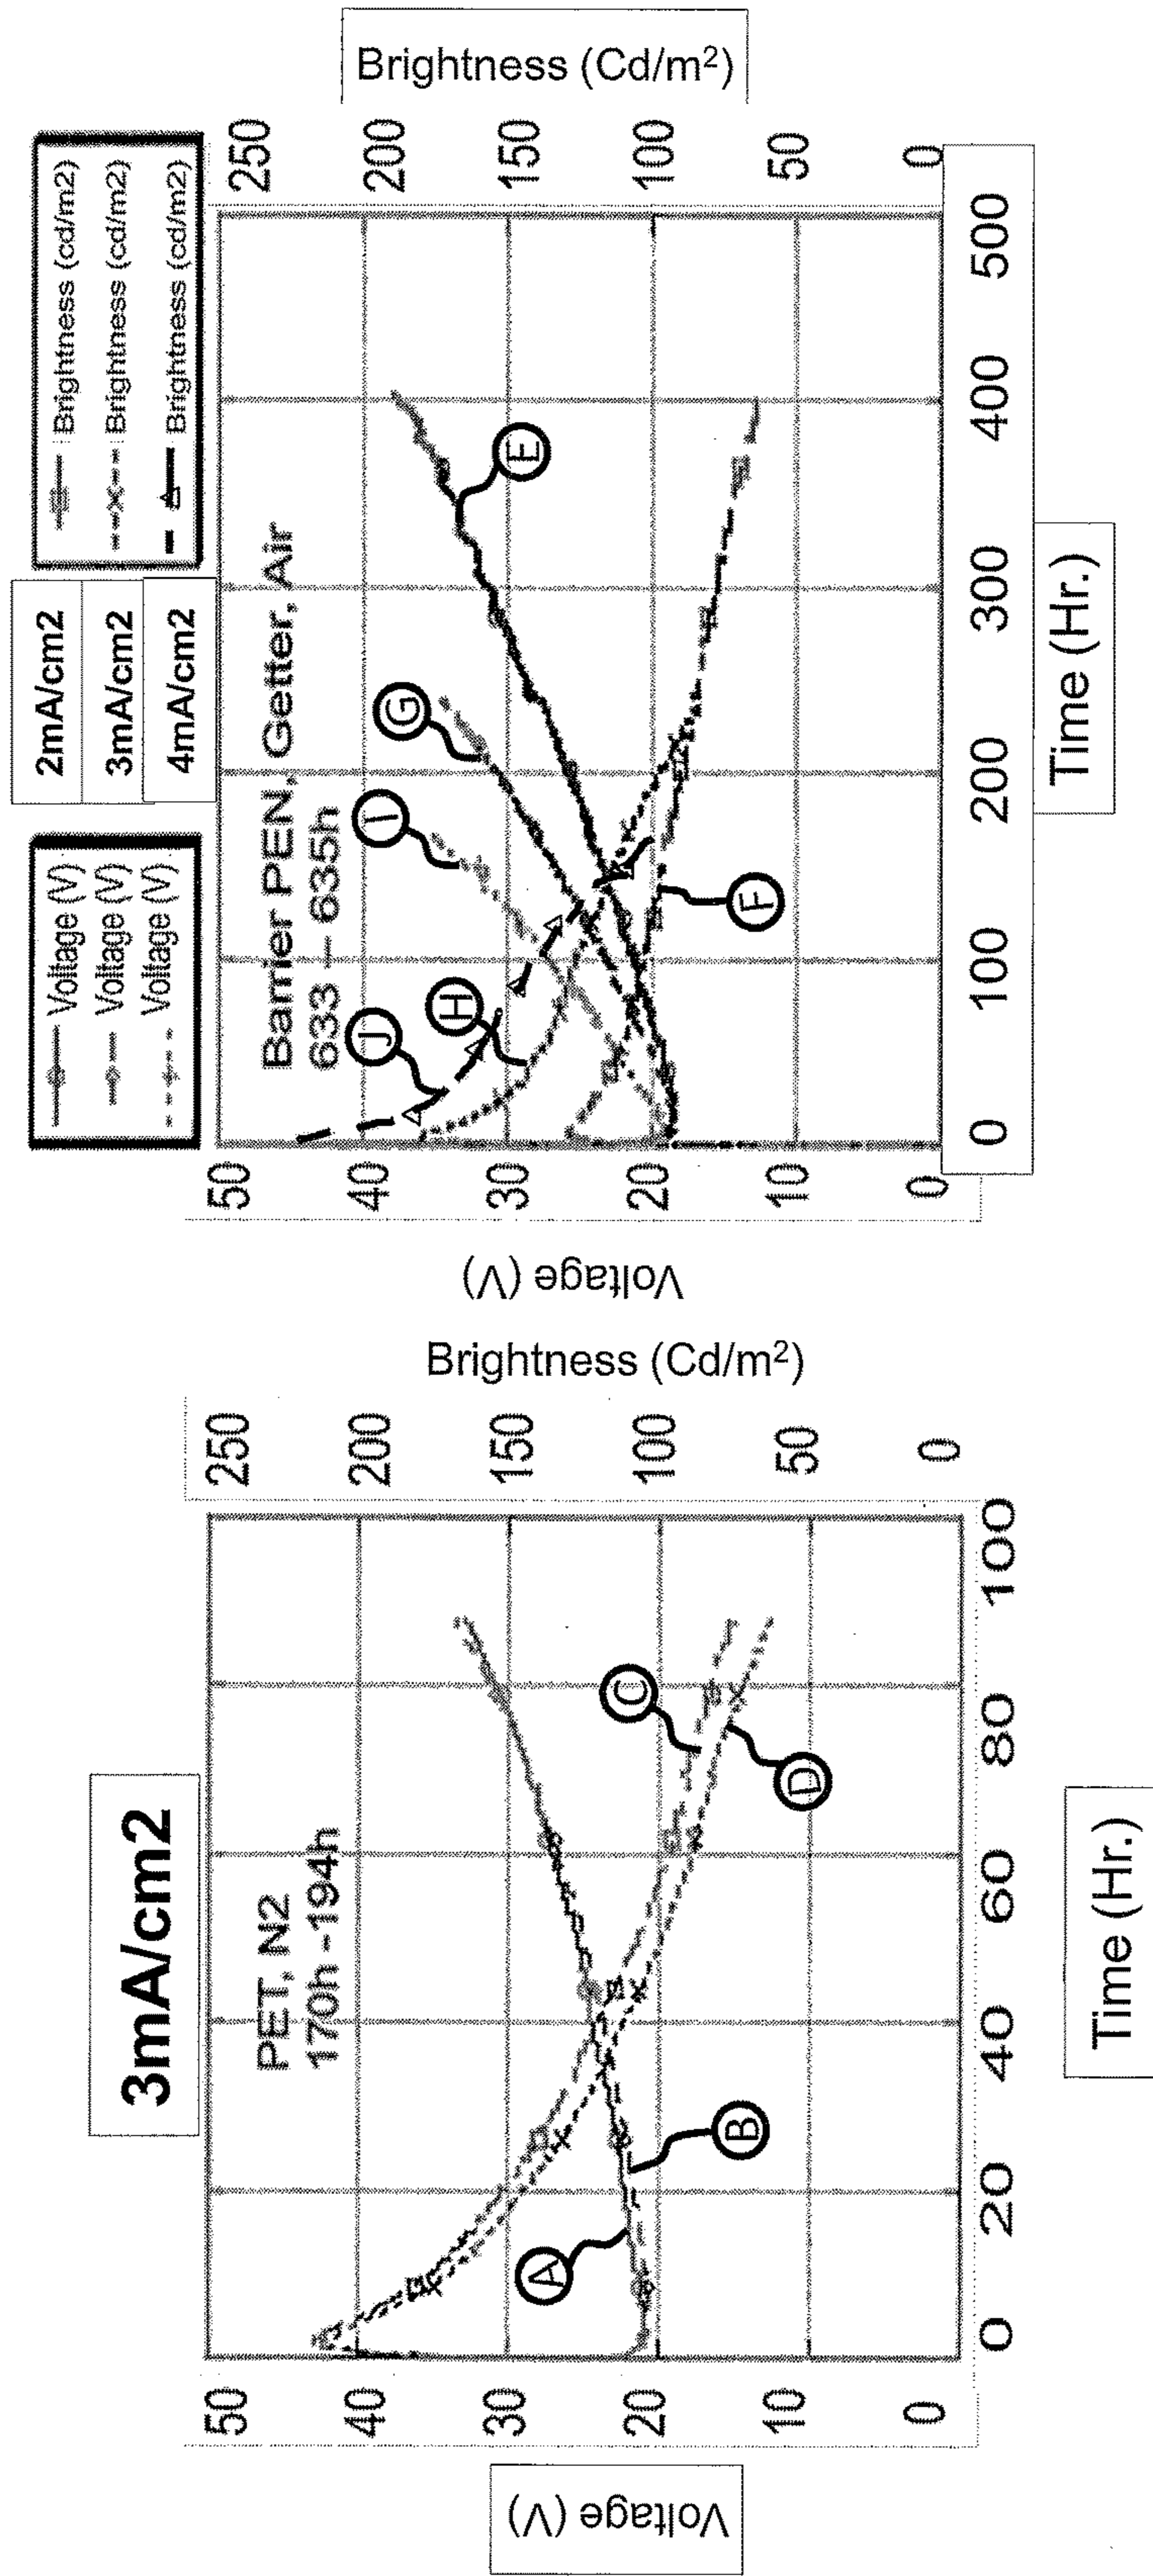 3mA/cm2
PET, N2
170h -194h
Voltage (V)
50
40
30
20
10
0
Brightness (Cd/m²)
250
200
150
100
50
0
0
20
40
60
80
100
Time (Hr.)
A
B
C
D
Voltage (V)
Voltage (V)
Voltage (V)
2mA/cm2
3mA/cm2
4mA/cm2
Brightness (cd/m2)
Brightness (cd/m2)
Brightness (cd/m2)
Barrier PEN, Getter, Air
633 – 635h
Voltage (V)
50
40
30
20
10
0
Brightness (Cd/m²)
250
200
150
100
50
0
0
100
200
300
400
500
Time (Hr.)
J
H
I
G
E
F